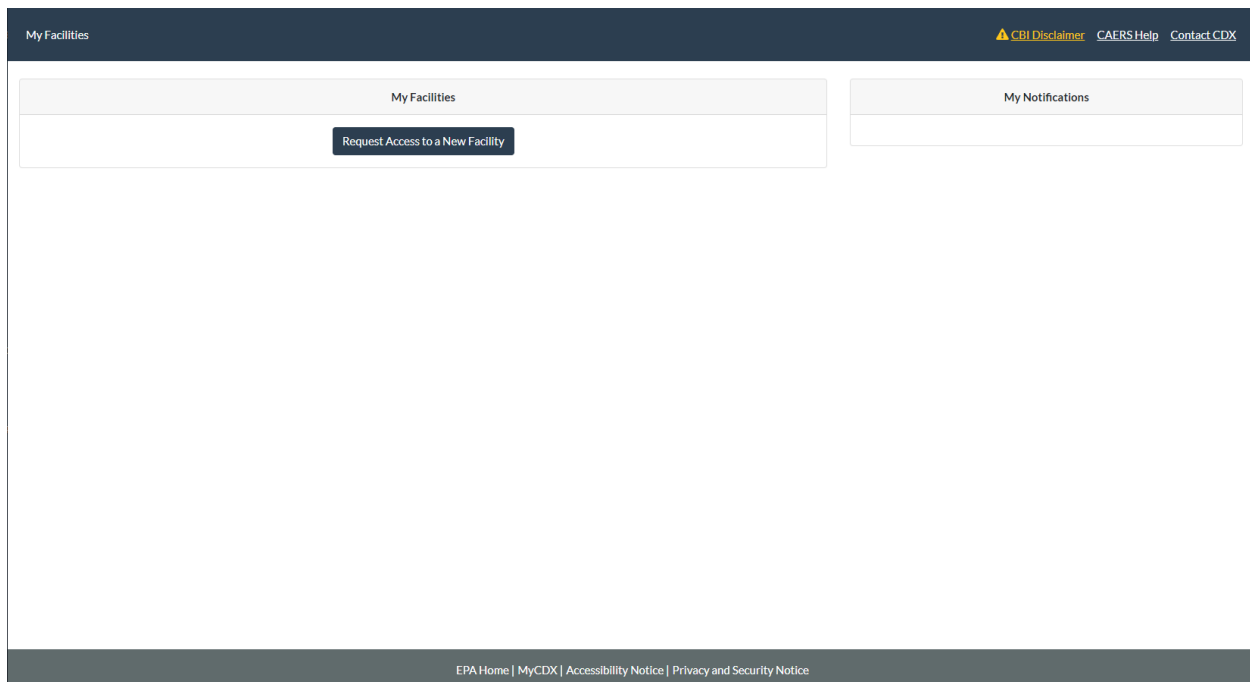 My Facilities
CBI Disclaimer CAERS Help Contact CDX
My Facilities
Request Access to a New Facility
My Notifications
EPA Home | MyCDX | Accessibility Notice | Privacy and Security Notice